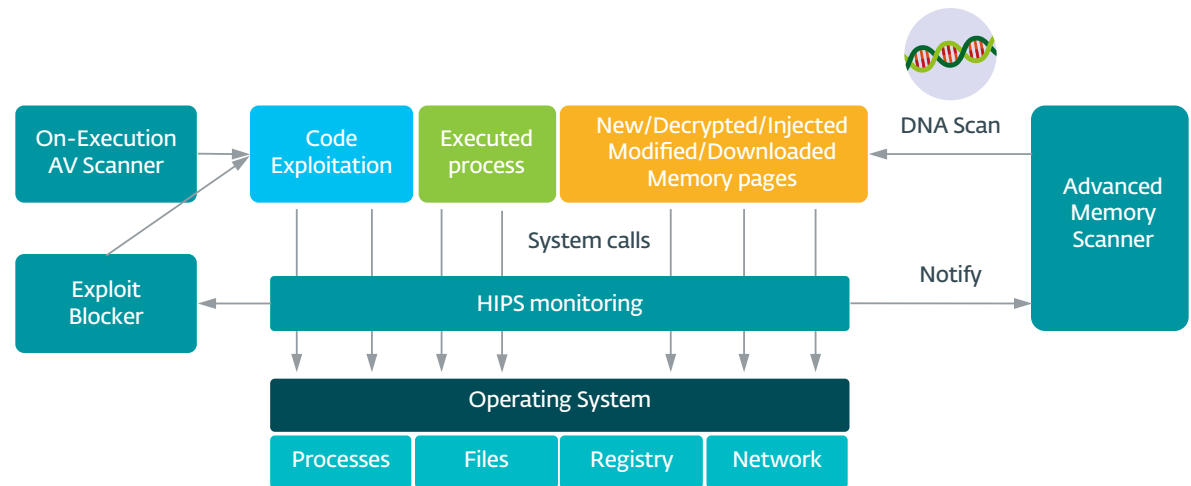 On-Execution
AV Scanner
Code
Exploitation
Executed
process
New/Decrypted/Injected
Modified/Downloaded
Memory pages
DNA Scan
Advanced
Memory
Scanner
System calls
Exploit
Blocker
HIPS monitoring
Notify
Operating System
Processes
Files
Registry
Network